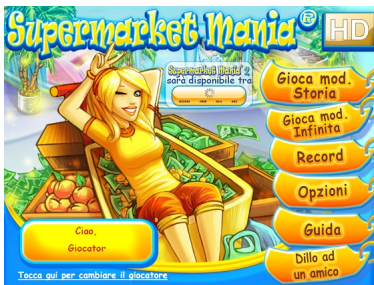 Supermarket Mania®
HD
Supermarket Mania® 2
sarà disponibile tra
Gioca mod.
Storia
Gioca mod.
Infinita
Record
Opzioni
Guida
Dillo ad
un amico
Ciao,
Giocator
Tocca qui per cambiare il giocatore